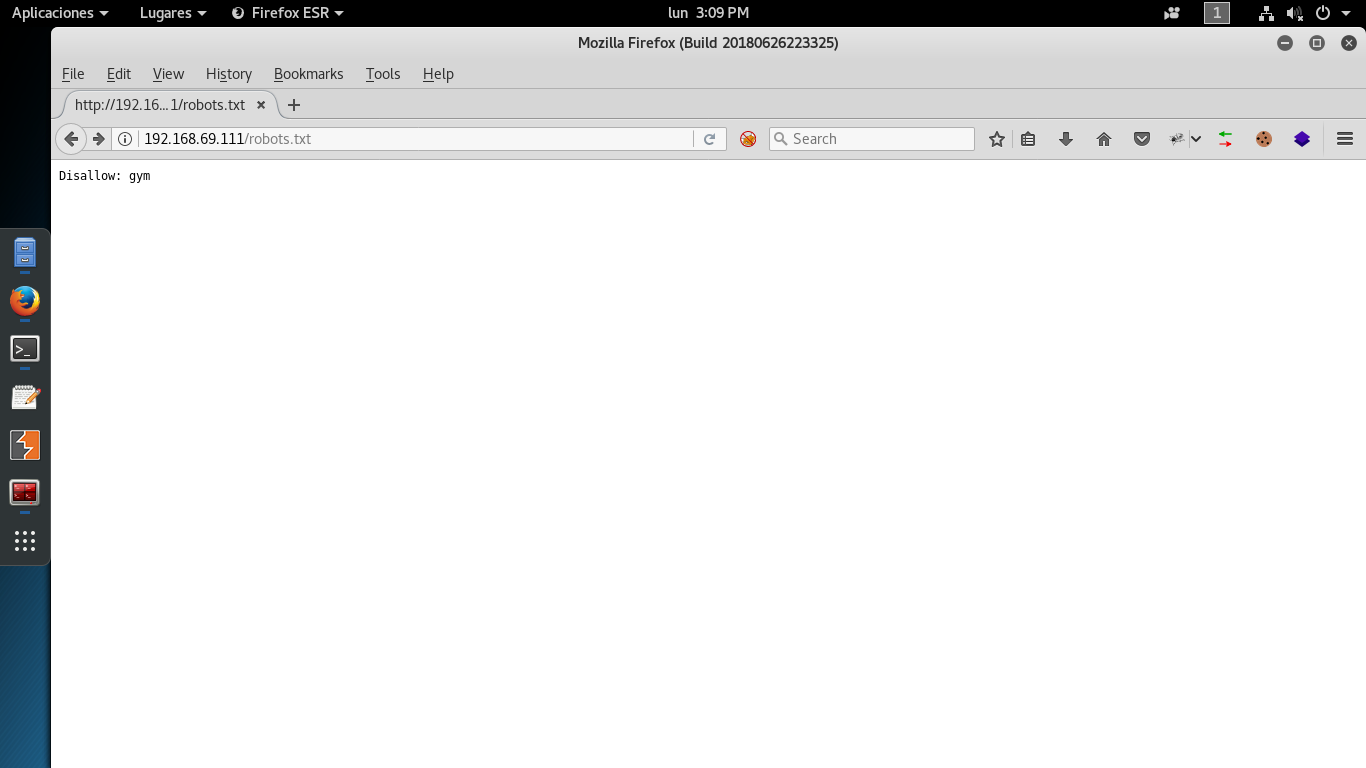 Aplicaciones Lugares Firefox ESR lun 3:09 PM 1
Mozilla Firefox (Build 20180626223325)
File Edit View History Bookmarks Tools Help
http://192.16...1/robots.txt
192.168.69.111/robots.txt Search
Disallow: gym